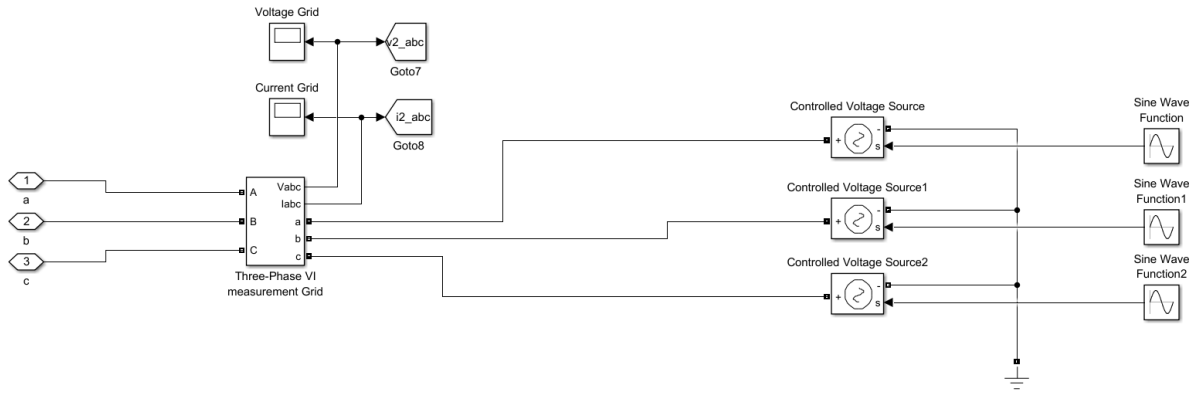 Voltage Grid
v2_abc
Goto7
Current Grid
i2_abc
Goto8
1
a
2
b
3
c
A
B
C
Vabc
Iabc
a
b
c
Three-Phase VI
measurement Grid
Controlled Voltage Source
+
-
s
Sine Wave
Function
Controlled Voltage Source1
+
-
s
Sine Wave
Function1
Controlled Voltage Source2
+
-
s
Sine Wave
Function2